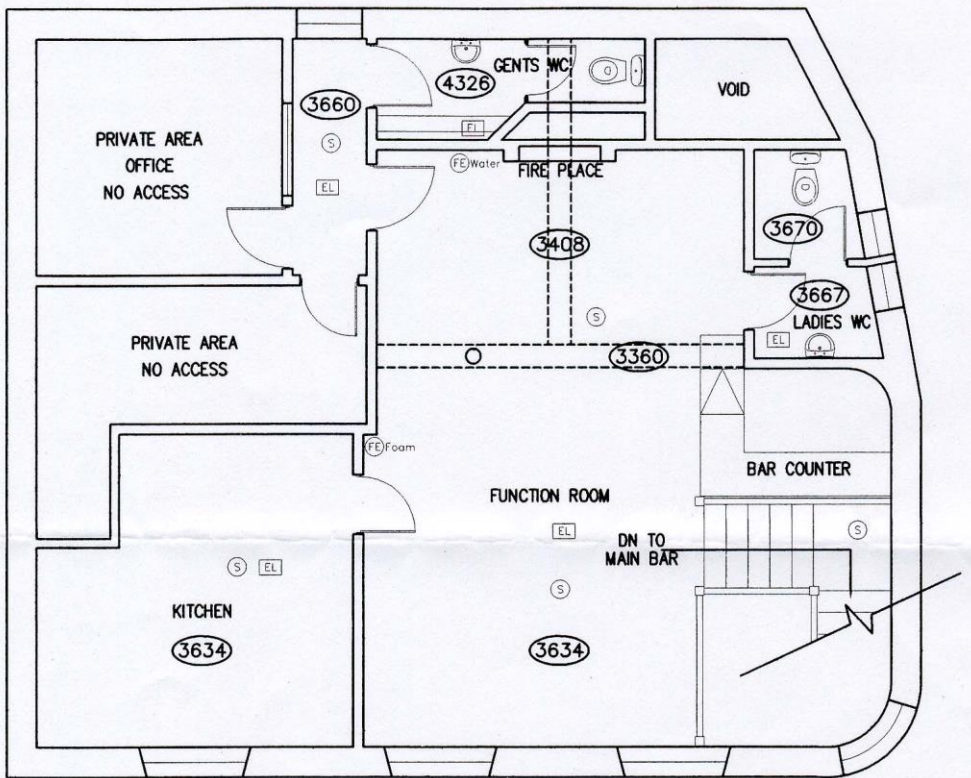 GENTS WC
4326
3660
VOID
PRIVATE AREA
OFFICE
NO ACCESS
EL
S
FE Water
FIRE PLACE
EL
3670
3408
3667
LADIES WC
S
EL
PRIVATE AREA
NO ACCESS
3360
FE Foam
BAR COUNTER
FUNCTION ROOM
EL
DN TO
MAIN BAR
S
S
EL
S
KITCHEN
3634
3634